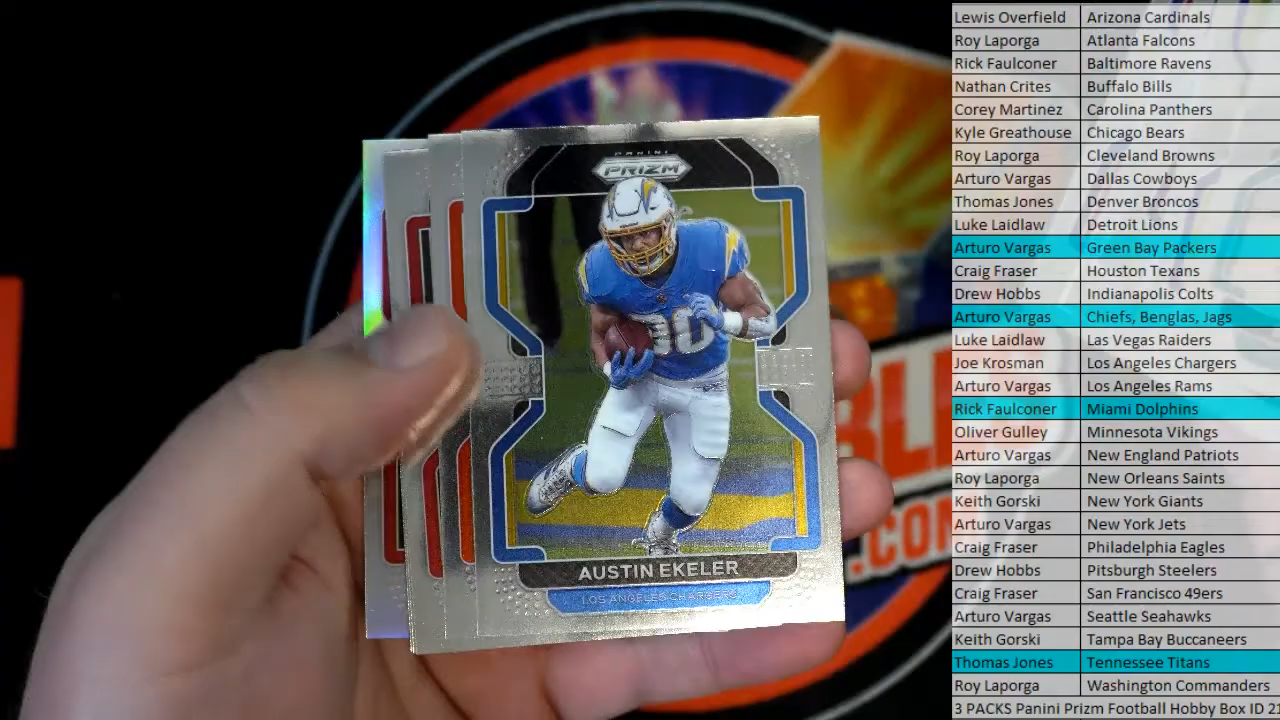 PANINI
PRIZM
30
AUSTIN EKELER
LOS ANGELES CHARGERS
BL
.COM
Lewis Overfield Arizona Cardinals
Roy Laporga Atlanta Falcons
Rick Faulconer Baltimore Ravens
Nathan Crites Buffalo Bills
Corey Martinez Carolina Panthers
Kyle Greathouse Chicago Bears
Roy Laporga Cleveland Browns
Arturo Vargas Dallas Cowboys
Thomas Jones Denver Broncos
Luke Laidlaw Detroit Lions
Arturo Vargas Green Bay Packers
Craig Fraser Houston Texans
Drew Hobbs Indianapolis Colts
Arturo Vargas Chiefs, Benglas, Jags
Luke Laidlaw Las Vegas Raiders
Joe Krosman Los Angeles Chargers
Arturo Vargas Los Angeles Rams
Rick Faulconer Miami Dolphins
Oliver Gulley Minnesota Vikings
Arturo Vargas New England Patriots
Roy Laporga New Orleans Saints
Keith Gorski New York Giants
Arturo Vargas New York Jets
Craig Fraser Philadelphia Eagles
Drew Hobbs Pitsburgh Steelers
Craig Fraser San Francisco 49ers
Arturo Vargas Seattle Seahawks
Keith Gorski Tampa Bay Buccaneers
Thomas Jones Tennessee Titans
Roy Laporga Washington Commanders
3 PACKS Panini Prizm Football Hobby Box ID 21